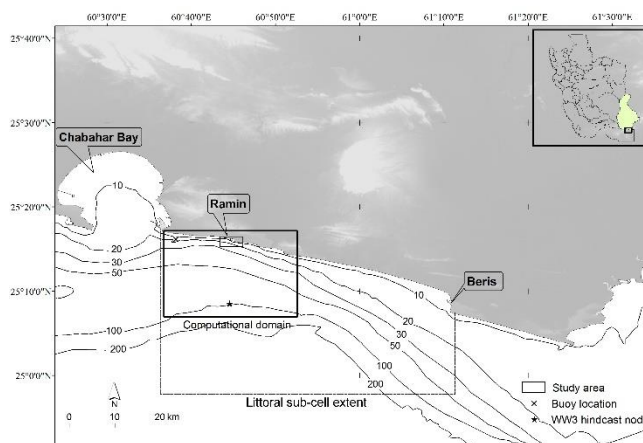 60°30'0"E 60°40'0"E 60°50'0"E 61°0'0"E 61°10'0"E 61°20'0"E 61°30'0"E
25°40'0"N
25°30'0"N
Chabahar Bay
10
25°20'0"N
Ramin
20
30
50
10
Beris
25°10'0"N
20
30
100
Computational domain
50
200
100
25°0'0"N
200
Study area
N
Buoy location
0 10 20 km
Littoral sub-cell extent
WW3 hindcast nod